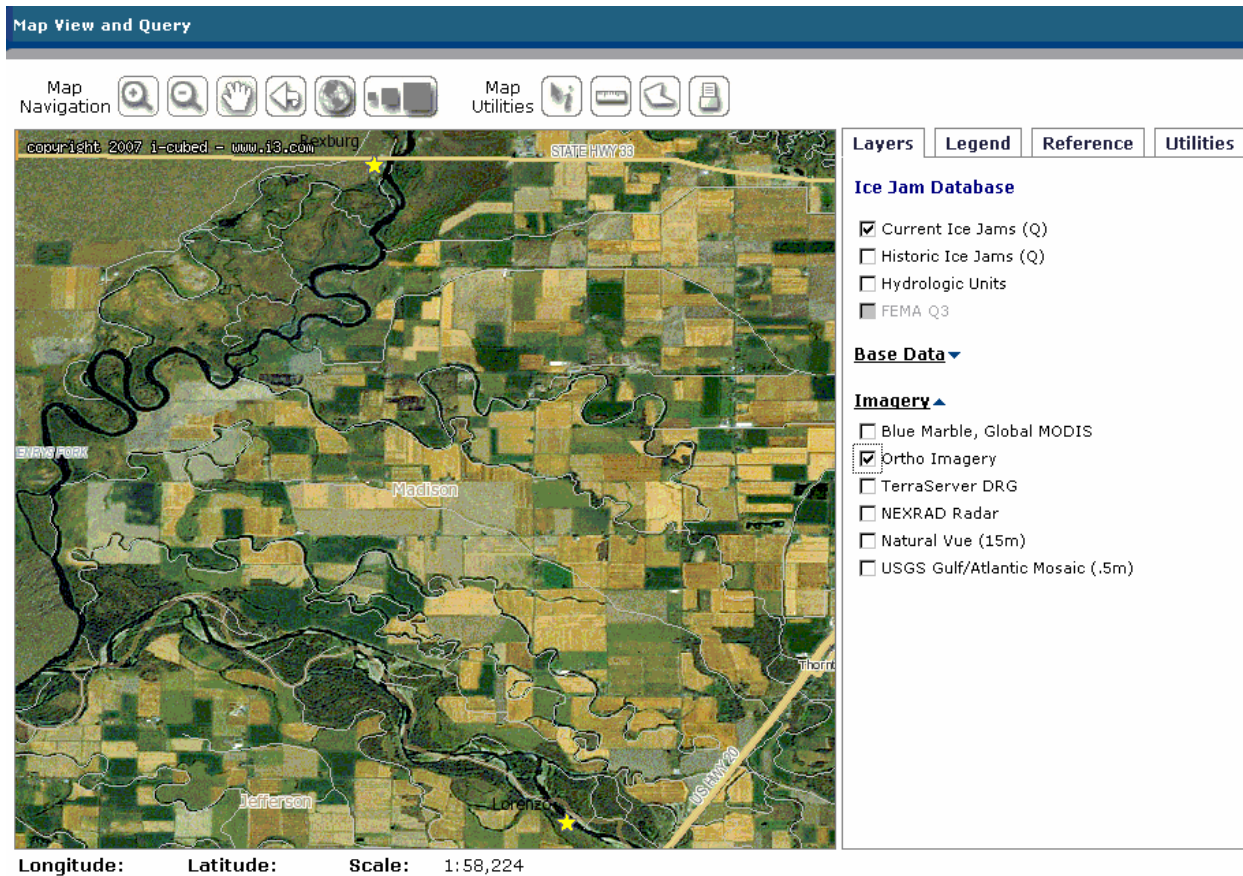 Map View and Query
Map
Navigation
Map
Utilities
copyright 2007 i-cubed - www.i3.com
Rexburg
STATE HWY 33
Layers
Legend
Reference
Utilities
Ice Jam Database
Current Ice Jams (Q)
Historic Ice Jams (Q)
Hydrologic Units
FEMA Q3
Base Data
Imagery
Blue Marble, Global MODIS
Ortho Imagery
TerraServer DRG
NEXRAD Radar
Natural Vue (15m)
USGS Gulf/Atlantic Mosaic (.5m)
ENRYS FORK
Madison
Thornt
US HWY 20
Jefferson
Lorenzo
Longitude: Latitude: Scale: 1:58,224